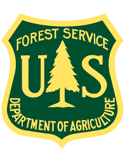 FOREST SERVICE
U S
DEPARTMENT OF AGRICULTURE